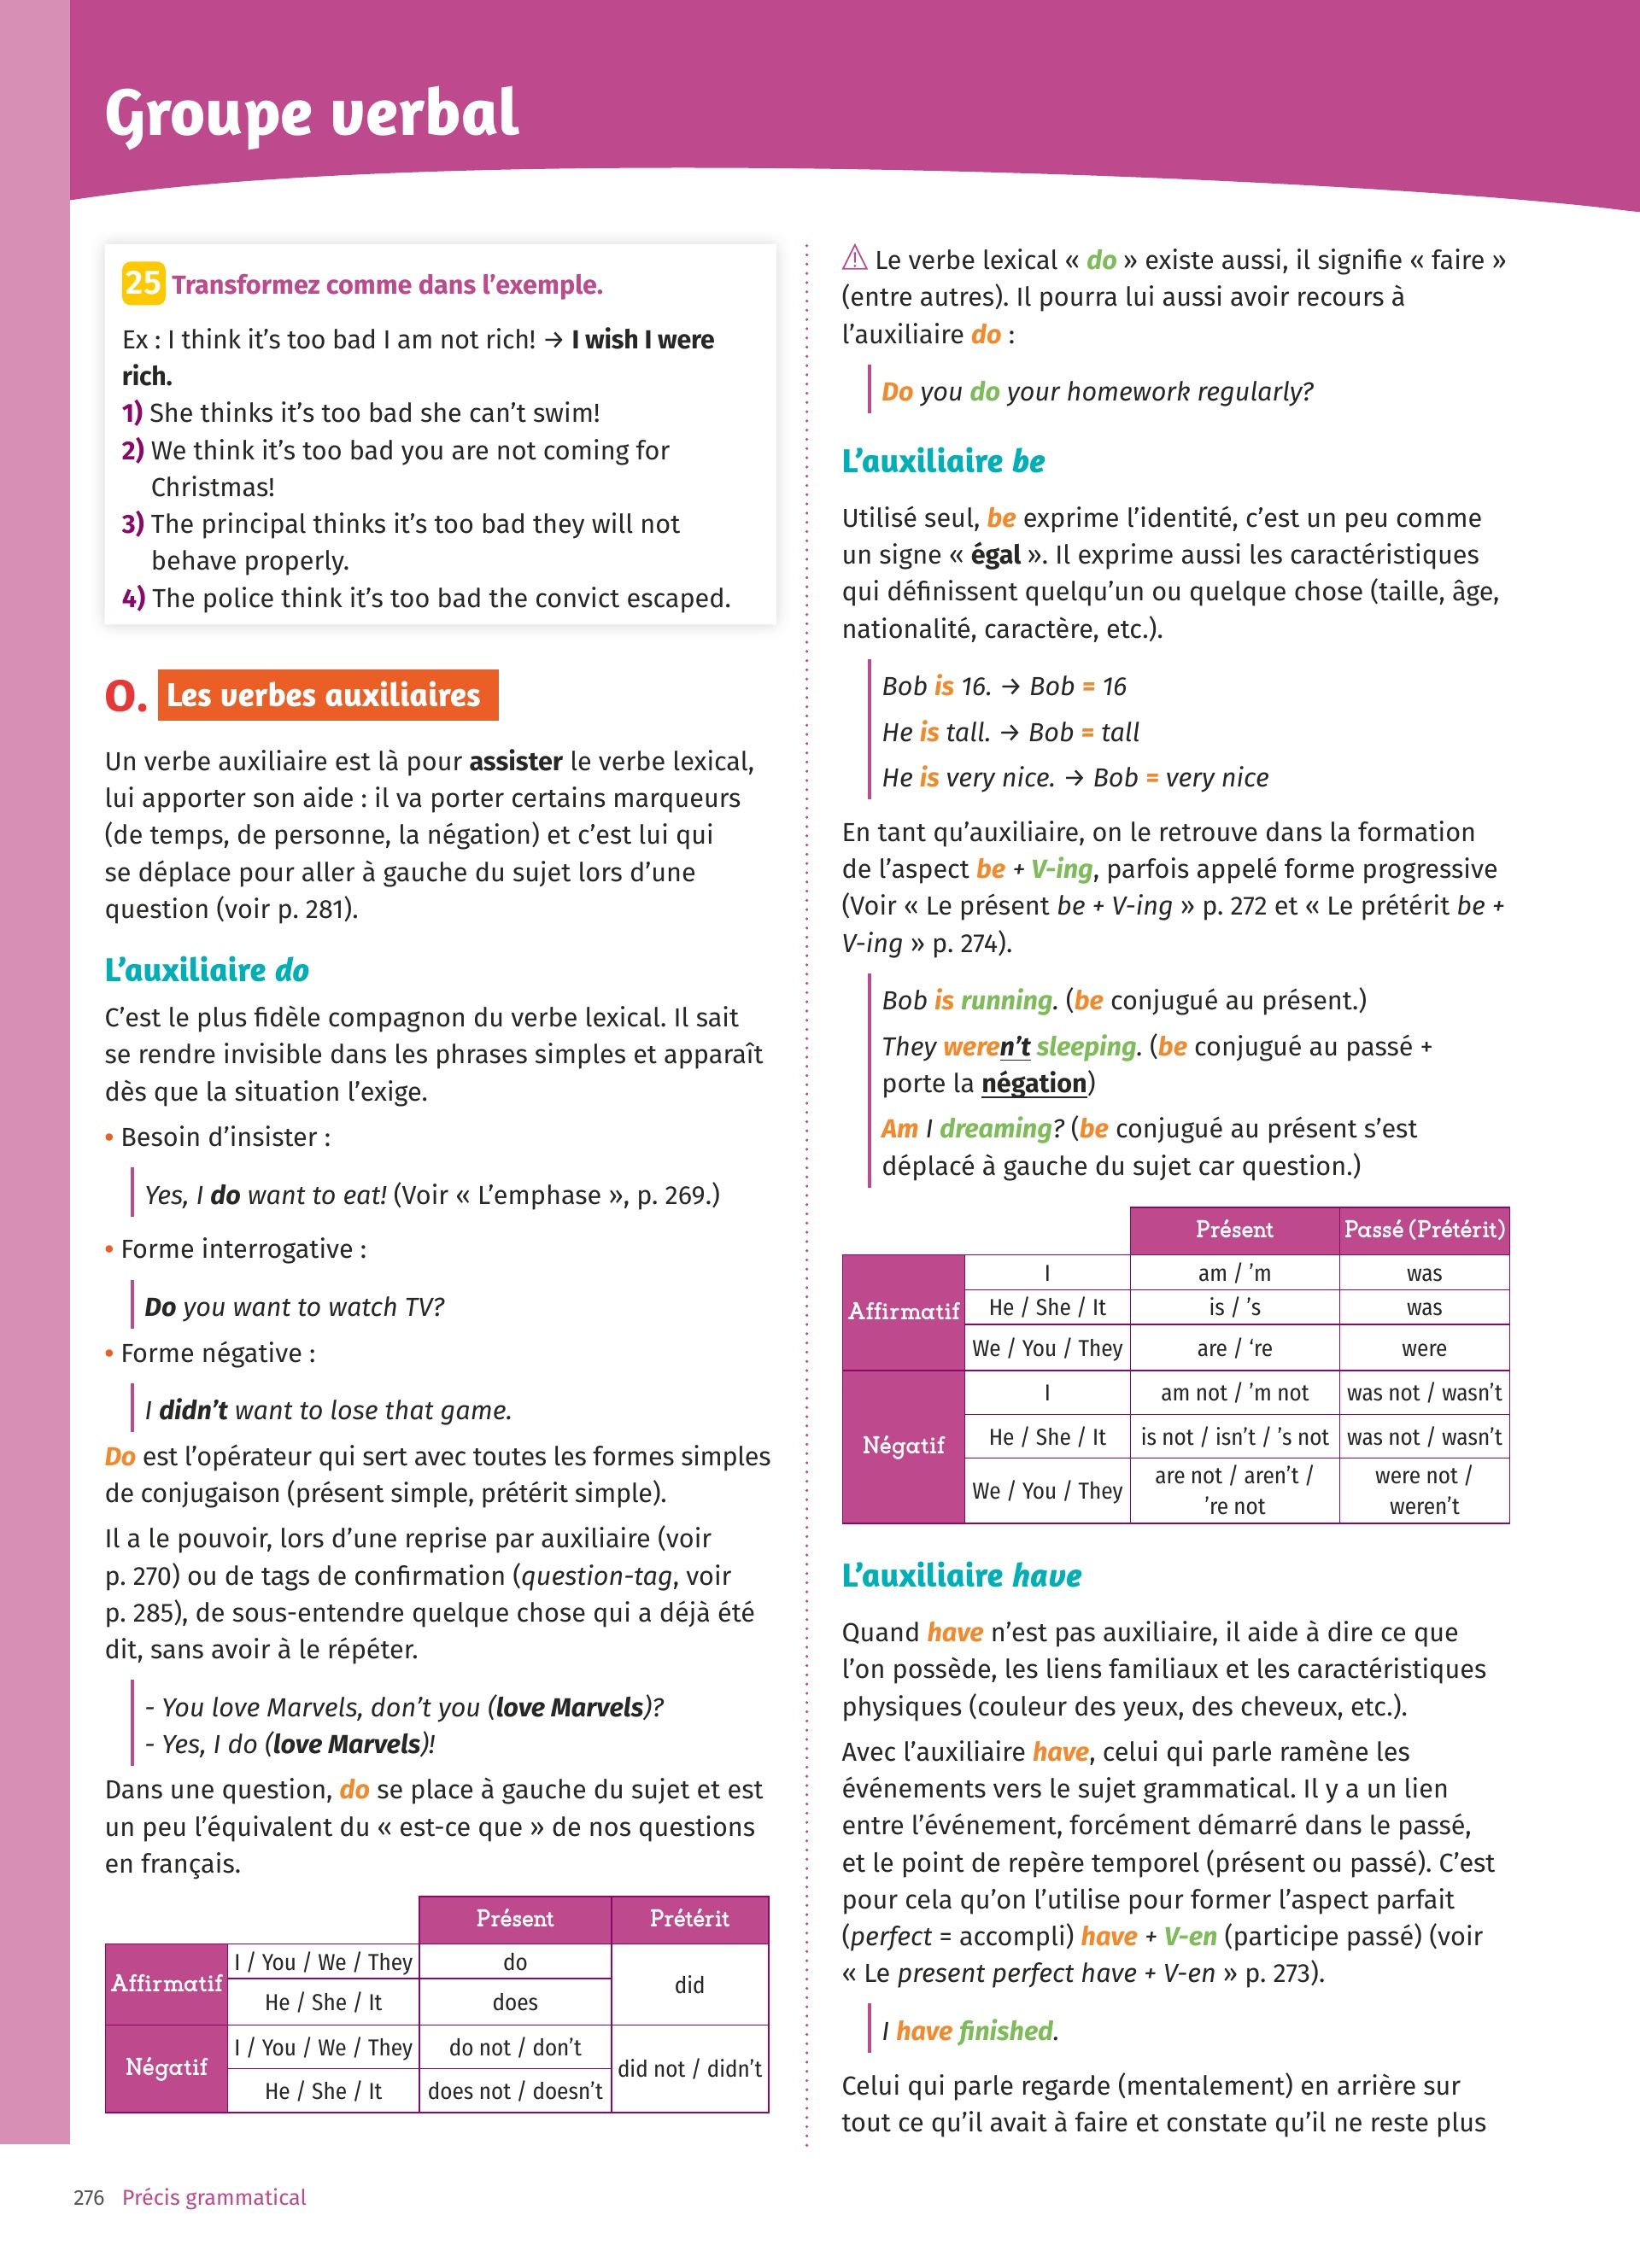 Groupe verbal
25 Transformez comme dans l’exemple.
Ex : I think it’s too bad I am not rich! → I wish I were
rich.
1) She thinks it’s too bad she can’t swim!
2) We think it’s too bad you are not coming for
Christmas!
3) The principal thinks it’s too bad they will not
behave properly.
4) The police think it’s too bad the convict escaped.
O. Les verbes auxiliaires
Un verbe auxiliaire est là pour assister le verbe lexical,
lui apporter son aide : il va porter certains marqueurs
(de temps, de personne, la négation) et c’est lui qui
se déplace pour aller à gauche du sujet lors d’une
question (voir p. 281).
L’auxiliaire do
C’est le plus fidèle compagnon du verbe lexical. Il sait
se rendre invisible dans les phrases simples et apparaît
dès que la situation l’exige.
• Besoin d’insister :
Yes, I do want to eat! (Voir « L’emphase », p. 269.)
• Forme interrogative :
Do you want to watch TV?
• Forme négative :
I didn’t want to lose that game.
Do est l’opérateur qui sert avec toutes les formes simples
de conjugaison (présent simple, prétérit simple).
Il a le pouvoir, lors d’une reprise par auxiliaire (voir
p. 270) ou de tags de confirmation (question-tag, voir
p. 285), de sous-entendre quelque chose qui a déjà été
dit, sans avoir à le répéter.
- You love Marvels, don’t you (love Marvels)?
- Yes, I do (love Marvels)!
Dans une question, do se place à gauche du sujet et est
un peu l’équivalent du « est-ce que » de nos questions
en français.
Présent Prétérit
Affirmatif I / You / We / They do did
He / She / It does
Négatif I / You / We / They do not / don’t did not / didn’t
He / She / It does not / doesn’t
⚠ Le verbe lexical « do » existe aussi, il signifie « faire »
(entre autres). Il pourra lui aussi avoir recours à
l’auxiliaire do :
Do you do your homework regularly?
L’auxiliaire be
Utilisé seul, be exprime l’identité, c’est un peu comme
un signe « égal ». Il exprime aussi les caractéristiques
qui définissent quelqu’un ou quelque chose (taille, âge,
nationalité, caractère, etc.).
Bob is 16. → Bob = 16
He is tall. → Bob = tall
He is very nice. → Bob = very nice
En tant qu’auxiliaire, on le retrouve dans la formation
de l’aspect be + V-ing, parfois appelé forme progressive
(Voir « Le présent be + V-ing » p. 272 et « Le prétérit be +
V-ing » p. 274).
Bob is running. (be conjugué au présent.)
They weren’t sleeping. (be conjugué au passé +
porte la négation)
Am I dreaming? (be conjugué au présent s’est
déplacé à gauche du sujet car question.)
Présent Passé (Prétérit)
Affirmatif I am / ’m was
He / She / It is / ’s was
We / You / They are / ‘re were
Négatif I am not / ’m not was not / wasn’t
He / She / It is not / isn’t / ’s not was not / wasn’t
We / You / They are not / aren’t / were not /
’re not weren’t
L’auxiliaire have
Quand have n’est pas auxiliaire, il aide à dire ce que
l’on possède, les liens familiaux et les caractéristiques
physiques (couleur des yeux, des cheveux, etc.).
Avec l’auxiliaire have, celui qui parle ramène les
événements vers le sujet grammatical. Il y a un lien
entre l’événement, forcément démarré dans le passé,
et le point de repère temporel (présent ou passé). C’est
pour cela qu’on l’utilise pour former l’aspect parfait
(perfect = accompli) have + V-en (participe passé) (voir
« Le present perfect have + V-en » p. 273).
I have finished.
Celui qui parle regarde (mentalement) en arrière sur
tout ce qu’il avait à faire et constate qu’il ne reste plus
276 Précis grammatical